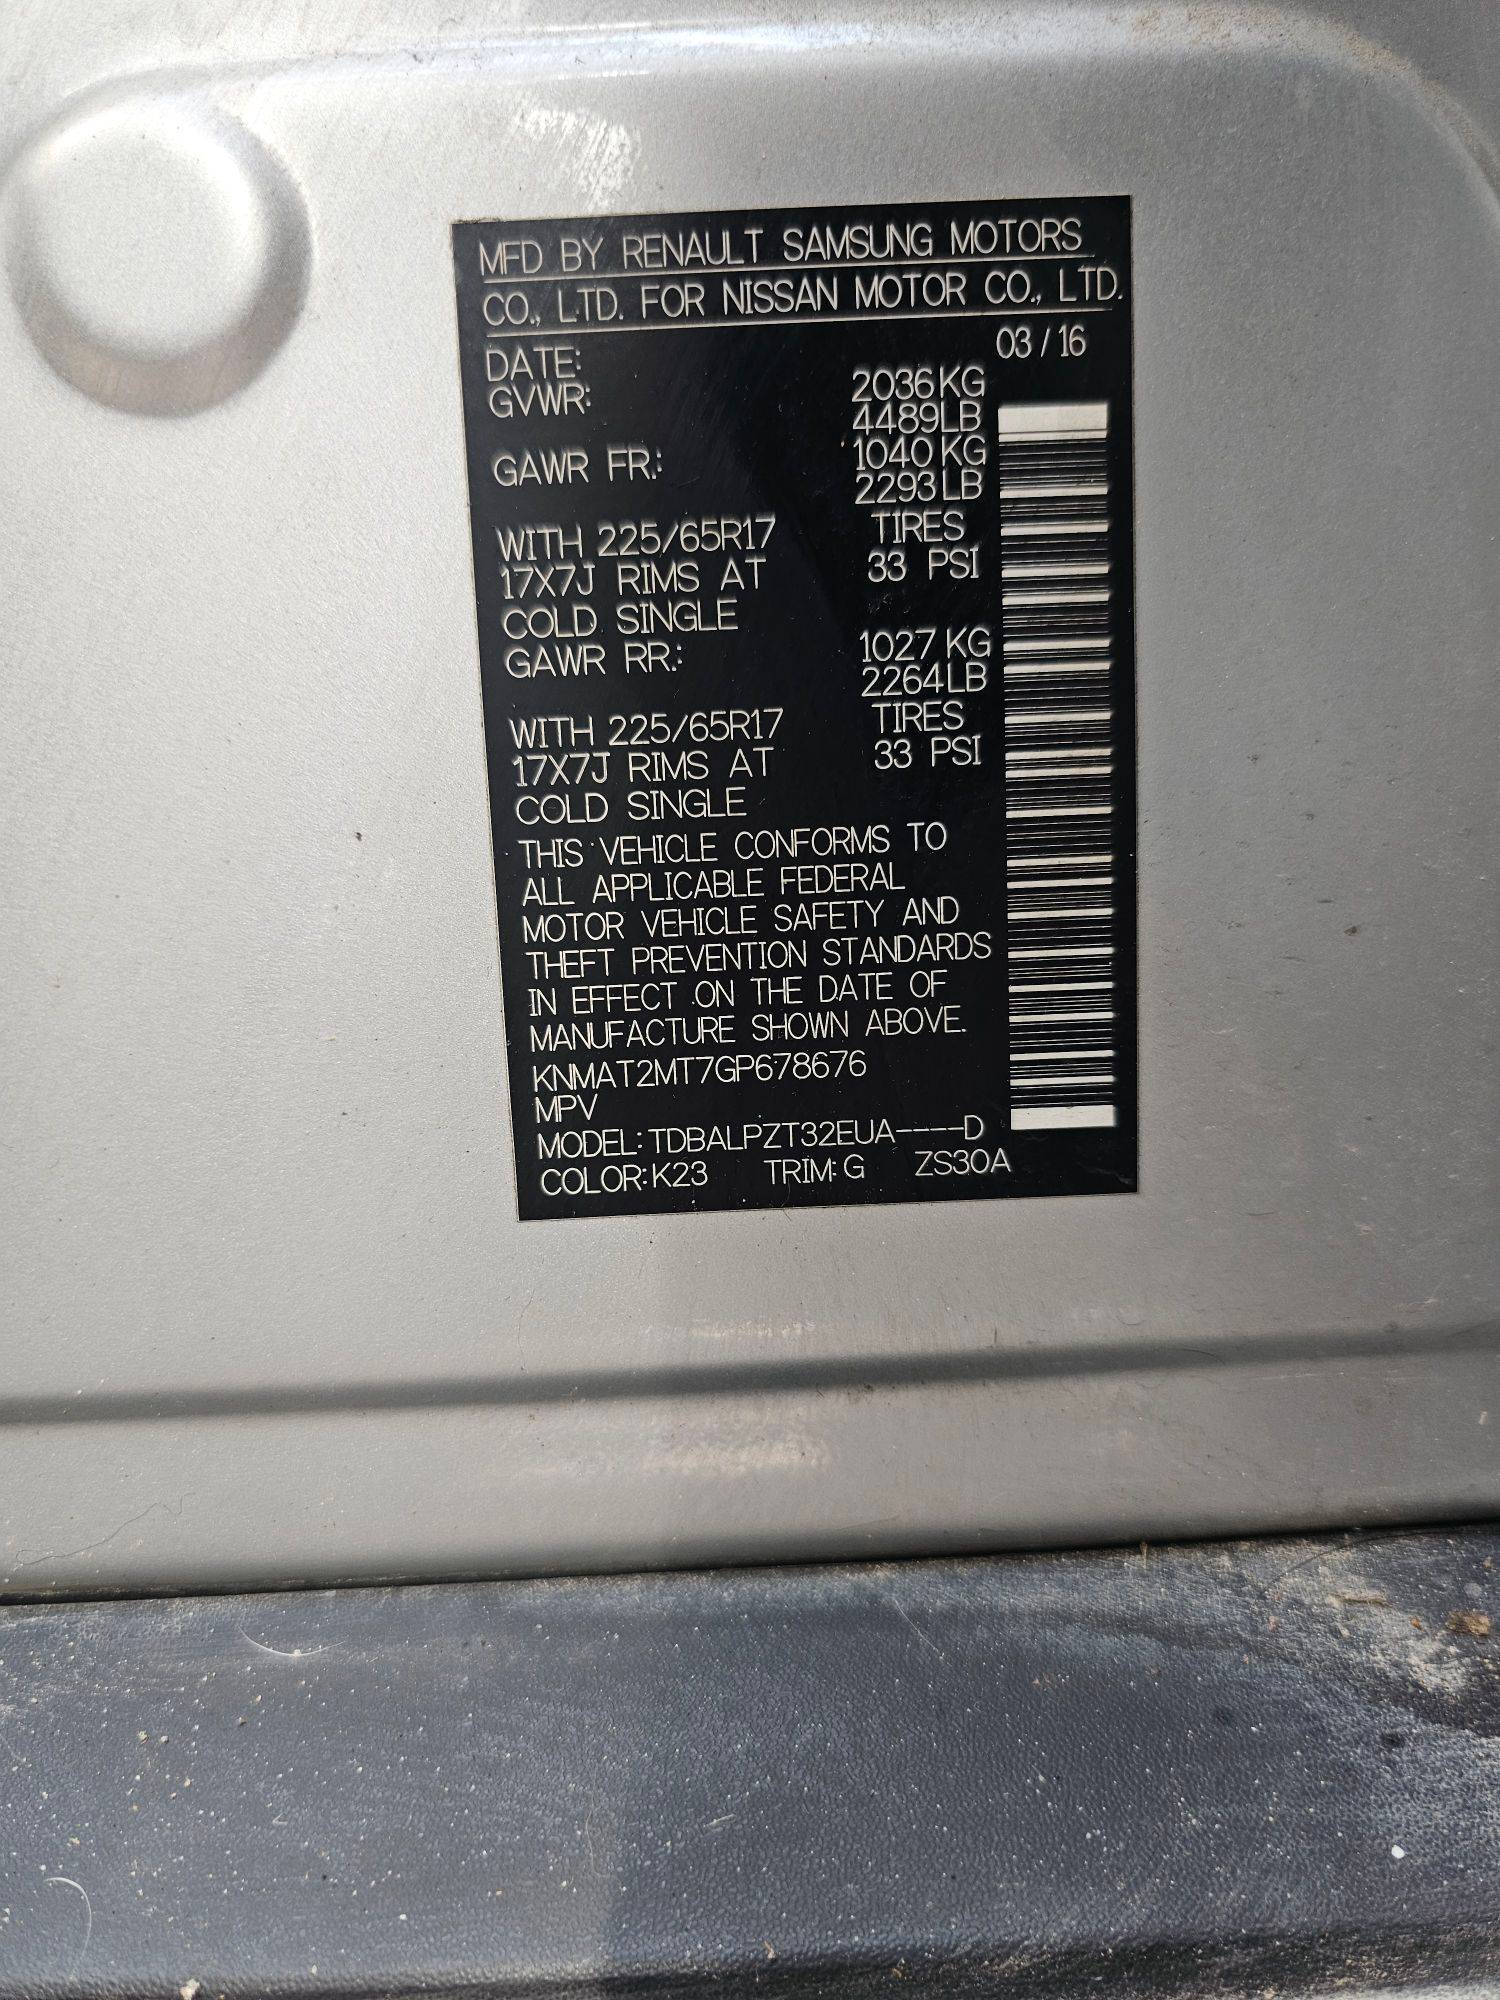 MFD BY RENAULT SAMSUNG MOTORS
CO., LTD. FOR NISSAN MOTOR CO., LTD.
DATE: 03 / 16
GVWR: 2036 KG
4489 LB
GAWR FR.: 1040 KG
2293 LB
WITH 225/65R17 TIRES
17X7J RIMS AT 33 PSI
COLD SINGLE
GAWR RR.: 1027 KG
2264 LB
WITH 225/65R17 TIRES
17X7J RIMS AT 33 PSI
COLD SINGLE
THIS VEHICLE CONFORMS TO
ALL APPLICABLE FEDERAL
MOTOR VEHICLE SAFETY AND
THEFT PREVENTION STANDARDS
IN EFFECT ON THE DATE OF
MANUFACTURE SHOWN ABOVE.
KNMAT2MT7GP678676
MPV
MODEL: TDBALPZT32EUA----D
COLOR: K23 TRIM: G ZS30A